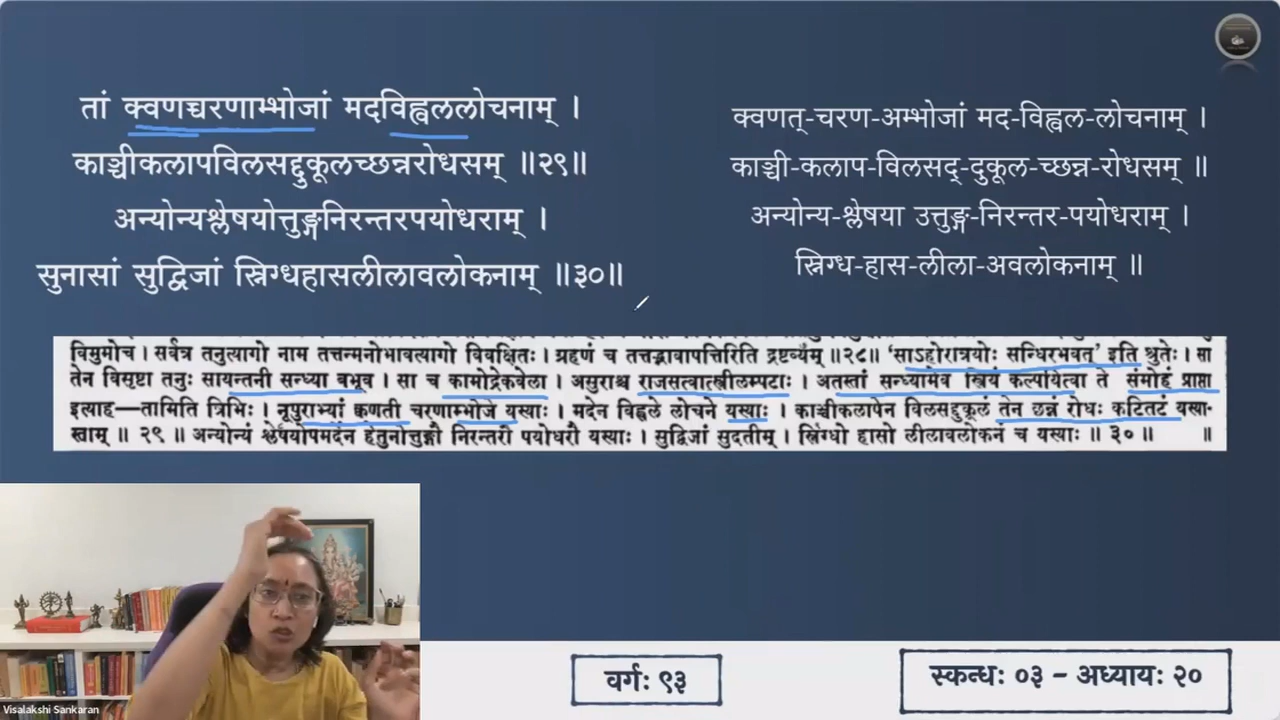 तां क्वणच्चरणाम्भोजां मदविह्वललोचनाम् ।
काञ्चीकलापविलसद्दुकूलच्छन्नरोधसम् ॥२९॥
अन्योन्यश्लेषयोत्तुङ्गनिरन्तरपयोधराम् ।
सुनासां सुद्विजां स्निग्धहासलीलावलोकनाम् ॥३०॥
क्वणत्-चरण-अम्भोजां मद-विह्वल-लोचनाम् ।
काञ्ची-कलाप-विलसद्-दुकूल-च्छन्न-रोधसम् ॥
अन्योन्य-श्लेषया उत्तुङ्ग-निरन्तर-पयोधराम् ।
स्निग्ध-हास-लीला-अवलोकनाम् ॥
विमुमोच । सर्वत्र तनुत्यागो नाम तत्तन्मनोभावत्यागो विवक्षितः । ग्रहणं च तत्तद्भावापत्तिरिति द्रष्टव्यम् ॥२८॥ ‘साऽहोरात्रयोः सन्धिरभवत्’ इति श्रुतेः । सा
तेन विसृष्टा तनुः सायन्तनी सन्ध्या बभूव । सा च कामोद्रेकवेला । असुराश्च राजसत्वात्स्त्रीलम्पटाः । अतस्तां सन्ध्यामेव स्त्रियं कल्पयित्वा ते संमोहं प्राप्ता
इत्याह—तामिति त्रिभिः । नूपुराभ्यां क्वणती चरणाम्भोजे यस्याः । मदेन विह्वले लोचने यस्याः । काञ्चीकलापेन विलसद्दुकूलं तेन छन्नं रोधः कटितटं यस्या-
स्ताम् ॥ २९ ॥ अन्योन्यं श्लेषयोपमर्देन हेतुनोत्तुङ्गौ निरन्तरौ पयोधरौ यस्याः । सुद्विजां सुदतीम् । स्निग्धो हासो लीलावलोकनं च यस्याः ॥ ३० ॥ ॥
Visalakshi Sankaran
वर्गः ९३
स्कन्धः ०३ – अध्यायः २०